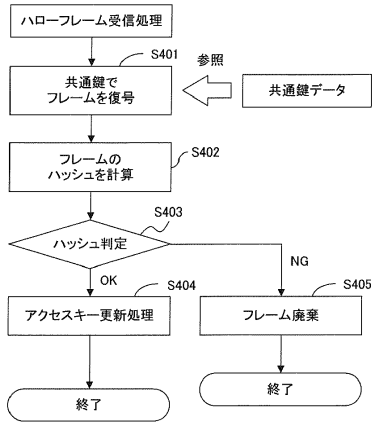 ハローフレーム受信処理
S401
共通鍵で
フレームを復号
参照
共通鍵データ
フレームの
ハッシュを計算
S402
S403
ハッシュ判定
OK
NG
S404
アクセスキー更新処理
S405
フレーム廃棄
終了
終了